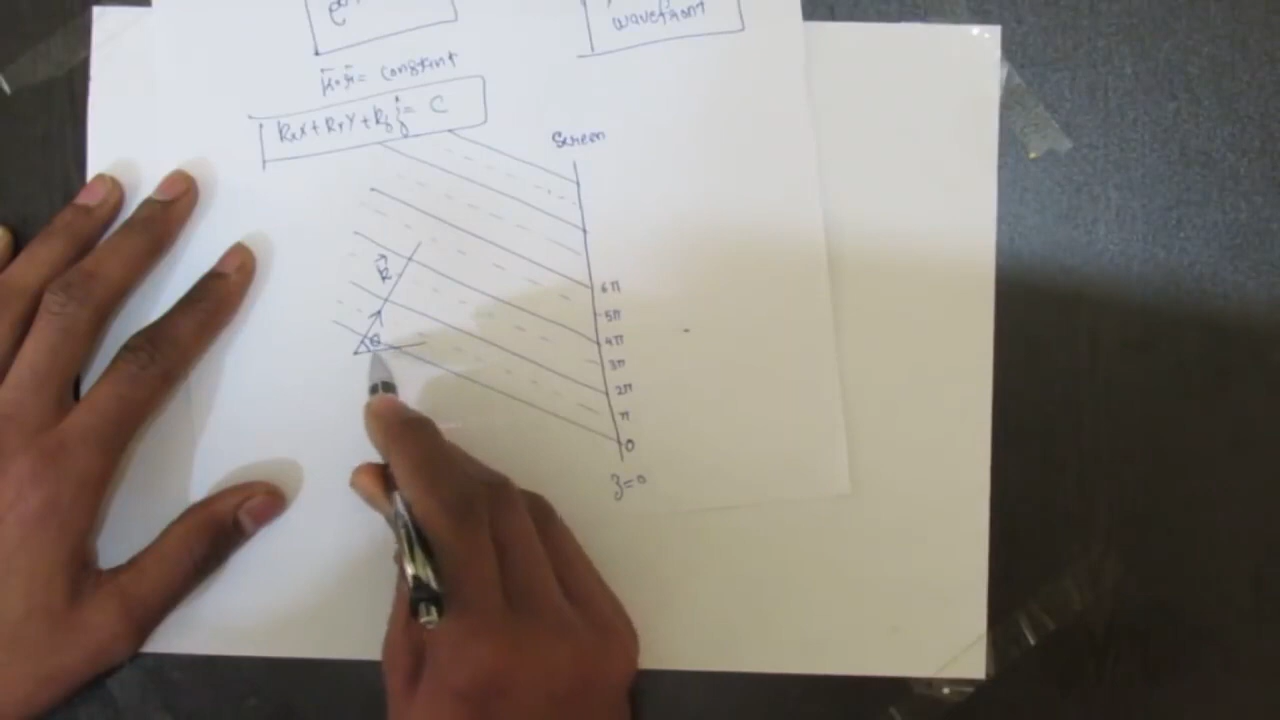 wavefront
k⃗·r⃗ = constant
kₓx + kᵧy + k_z z = C
Screen
k⃗
θ
6π
5π
4π
3π
2π
π
0
z=0